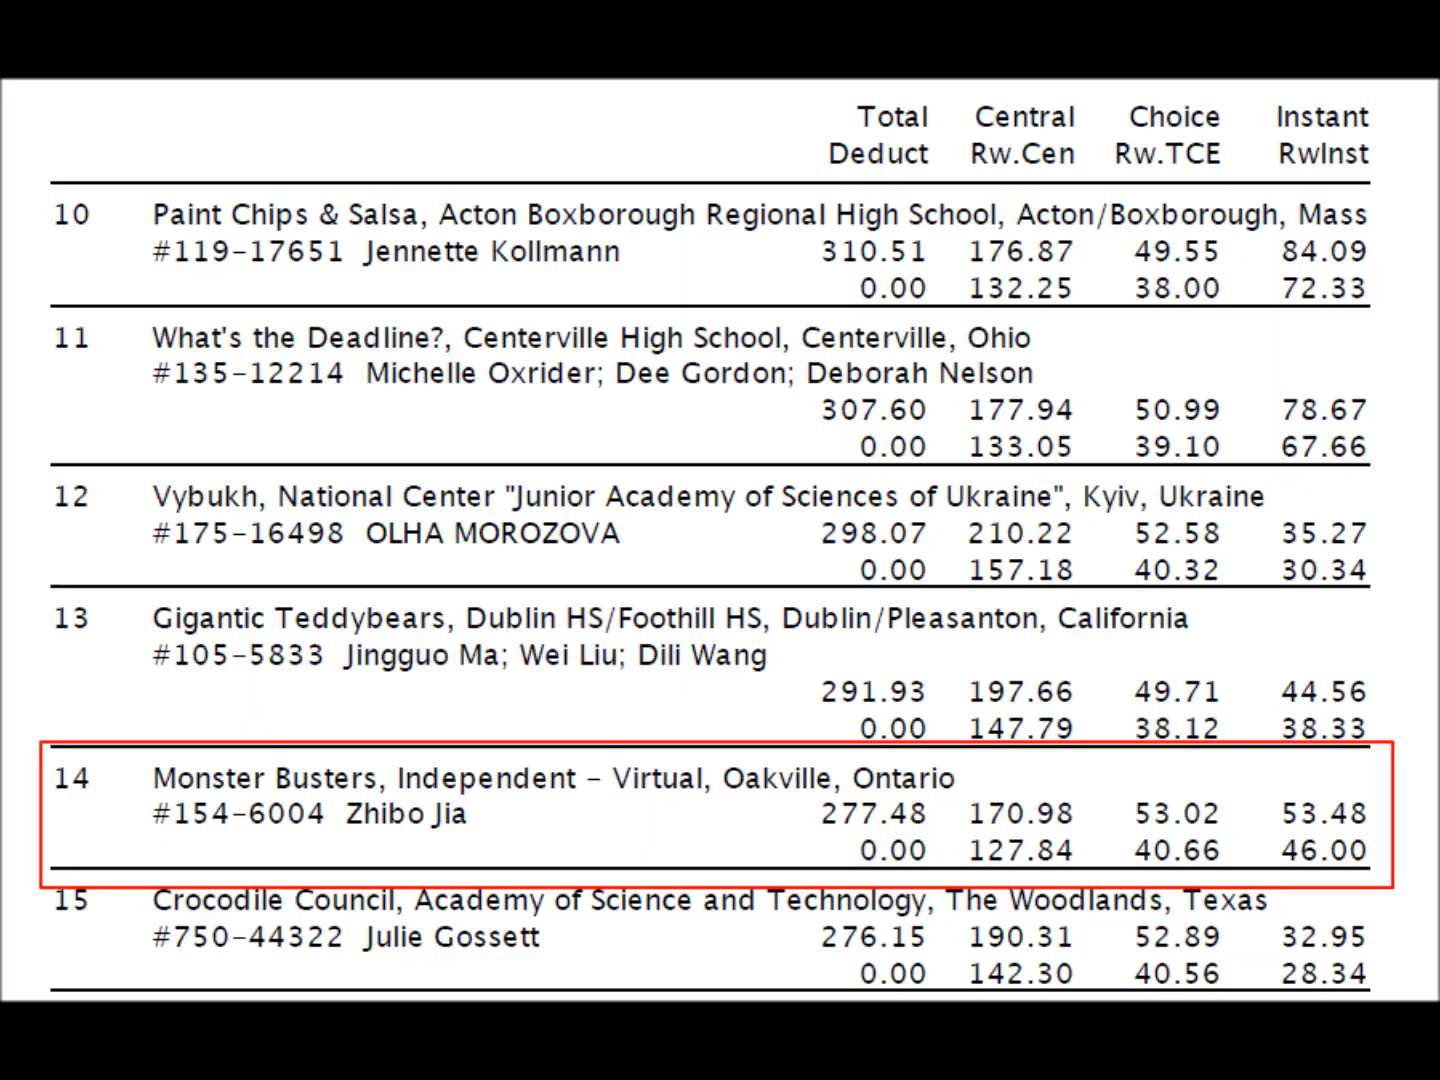 Total Central Choice Instant
Deduct Rw.Cen Rw.TCE RwInst
10 Paint Chips & Salsa, Acton Boxborough Regional High School, Acton/Boxborough, Mass
#119-17651 Jennette Kollmann 310.51 176.87 49.55 84.09
0.00 132.25 38.00 72.33
11 What's the Deadline?, Centerville High School, Centerville, Ohio
#135-12214 Michelle Oxrider; Dee Gordon; Deborah Nelson
307.60 177.94 50.99 78.67
0.00 133.05 39.10 67.66
12 Vybukh, National Center "Junior Academy of Sciences of Ukraine", Kyiv, Ukraine
#175-16498 OLHA MOROZOVA 298.07 210.22 52.58 35.27
0.00 157.18 40.32 30.34
13 Gigantic Teddybears, Dublin HS/Foothill HS, Dublin/Pleasanton, California
#105-5833 Jingguo Ma; Wei Liu; Dili Wang
291.93 197.66 49.71 44.56
0.00 147.79 38.12 38.33
14 Monster Busters, Independent - Virtual, Oakville, Ontario
#154-6004 Zhibo Jia 277.48 170.98 53.02 53.48
0.00 127.84 40.66 46.00
15 Crocodile Council, Academy of Science and Technology, The Woodlands, Texas
#750-44322 Julie Gossett 276.15 190.31 52.89 32.95
0.00 142.30 40.56 28.34